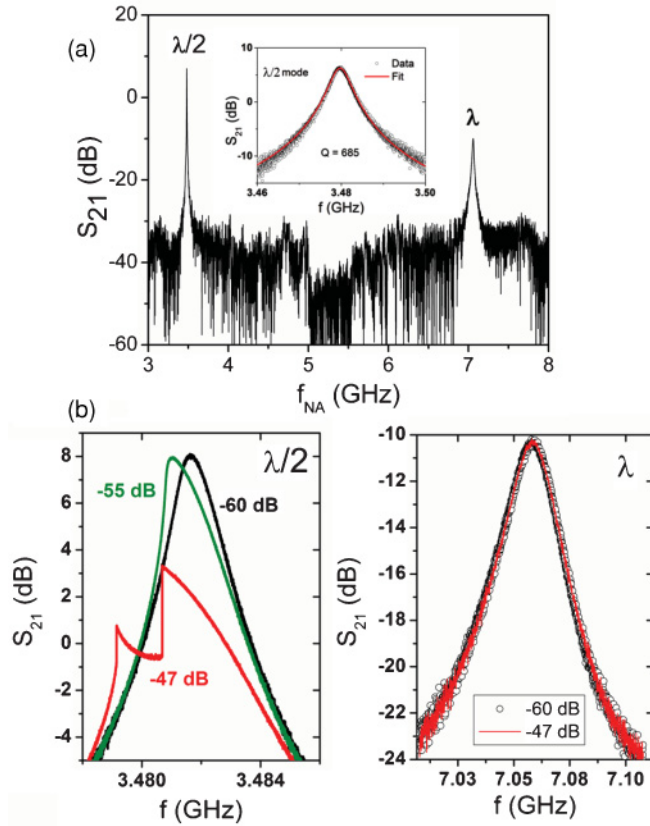 (a)
20
0
-20
-40
-60
S21 (dB)
λ/2
λ
3
4
5
6
7
8
fNA (GHz)
10
0
-10
S21 (dB)
λ/2 mode
Data
Fit
Q = 685
3.46
3.48
3.50
f (GHz)
(b)
8
6
4
2
0
-2
-4
S21 (dB)
λ/2
-55 dB
-60 dB
-47 dB
3.480
3.484
f (GHz)
-10
-12
-14
-16
-18
-20
-22
-24
S21 (dB)
λ
-60 dB
-47 dB
7.03
7.05
7.08
7.10
f (GHz)